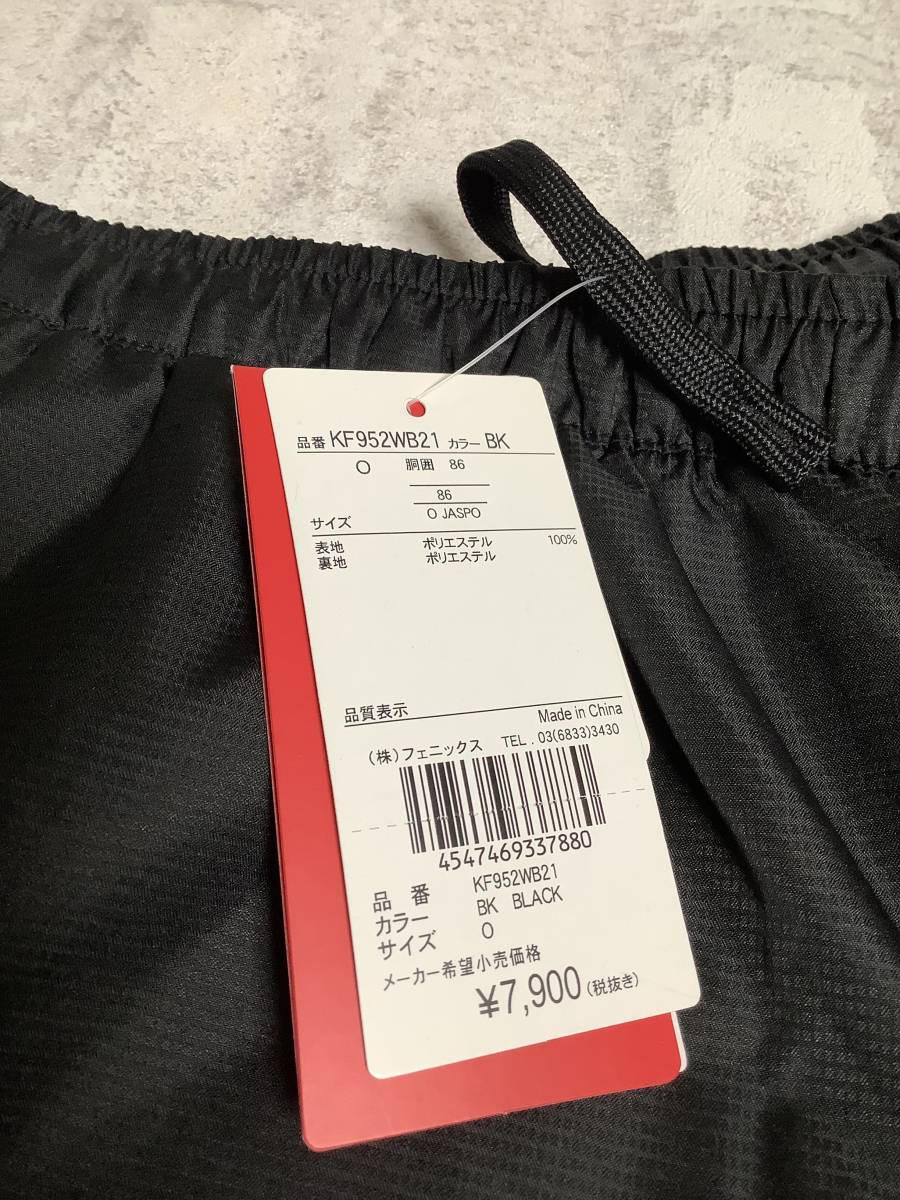 品番 KF952WB21 カラー BK
O 胴囲 86
86
サイズ O JASPO
表地 ポリエステル 100%
裏地 ポリエステル
品質表示 Made in China
(株)フェニックス TEL.03(6833)3430
4547469337880
品番 KF952WB21
カラー BK BLACK
サイズ O
メーカー希望小売価格
¥7,900(税抜き)